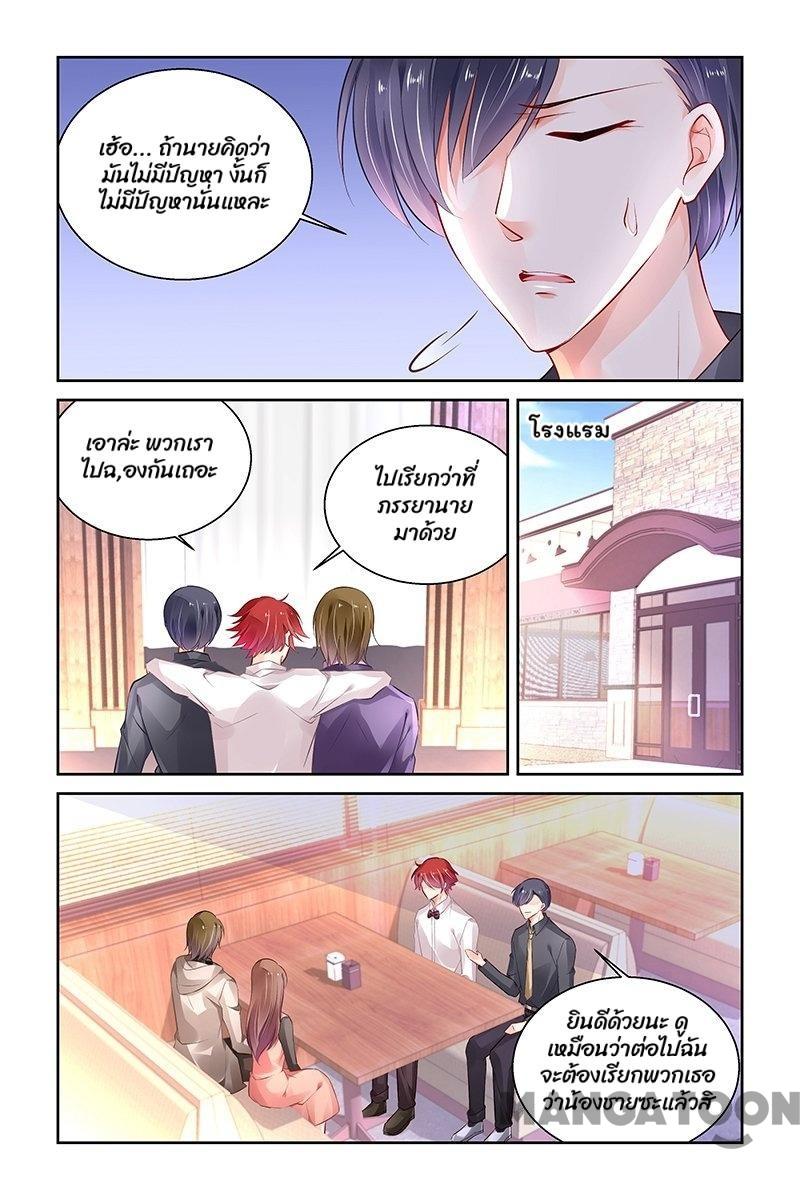 เฮ้อ... ถ้านายคิดว่า
มันไม่มีปัญหา งั้นก็
ไม่มีปัญหานั่นแหละ
เอาล่ะ พวกเรา
ไปฉ,องกันเถอะ
ไปเรียกว่าที่
ภรรยานาย
มาด้วย
โรงแรม
ยินดีด้วยนะ ดู
เหมือนว่าต่อไปฉัน
จะต้องเรียกพวกเธอ
ว่าน้องชายซะแล้วสิ
MANGATOON